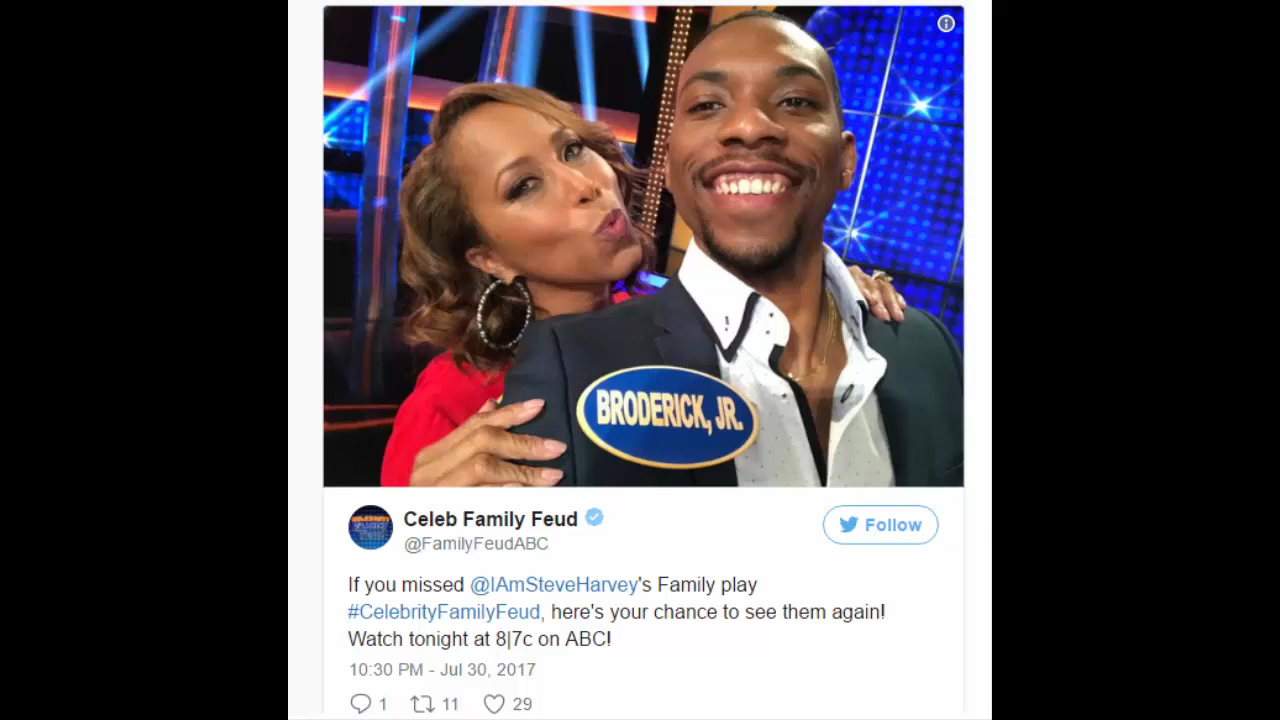 BRODERICK, JR.
Celeb Family Feud
Follow
@FamilyFeudABC
If you missed @IAmSteveHarvey's Family play
#CelebrityFamilyFeud, here's your chance to see them again!
Watch tonight at 8|7c on ABC!
10:30 PM - Jul 30, 2017
1 11 29